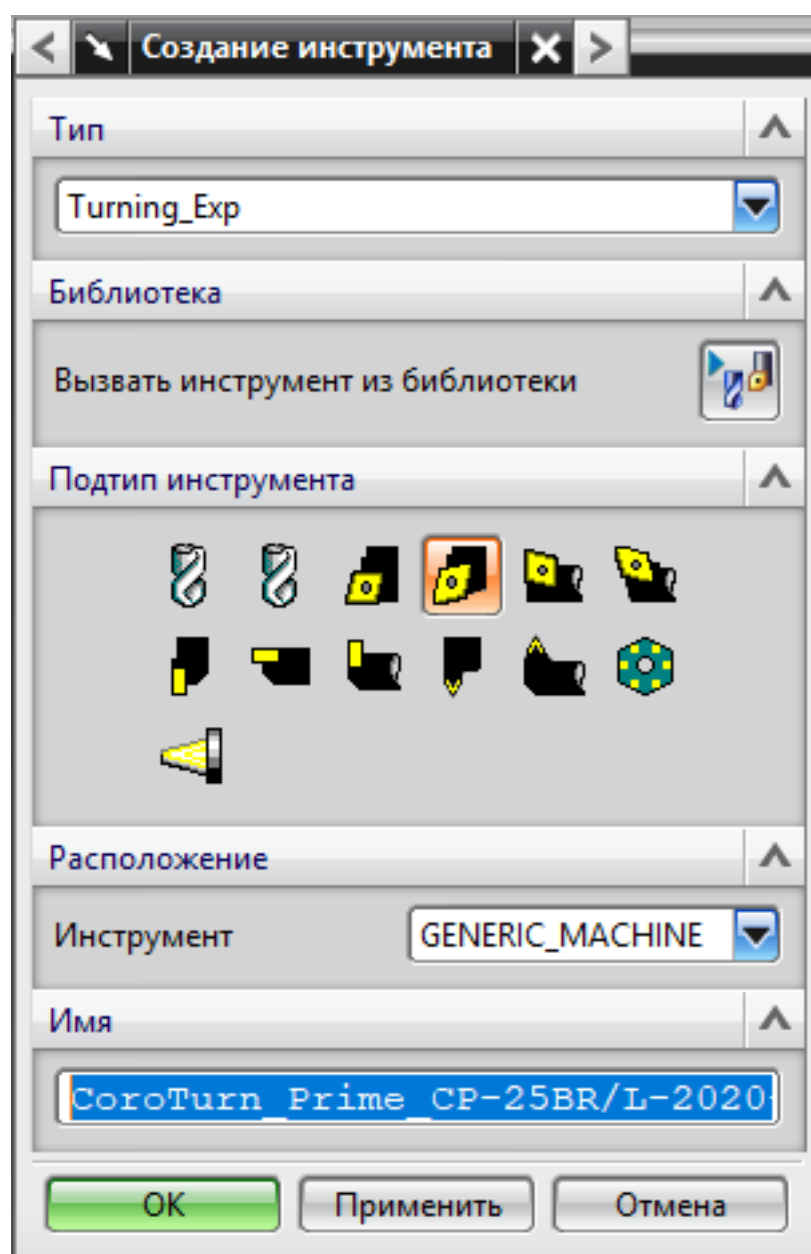 Создание инструмента
Тип
Turning_Exp
Библиотека
Вызвать инструмент из библиотеки
Подтип инструмента
Расположение
Инструмент GENERIC_MACHINE
Имя
CoroTurn_Prime_CP-25BR/L-2020-
OK Применить Отмена